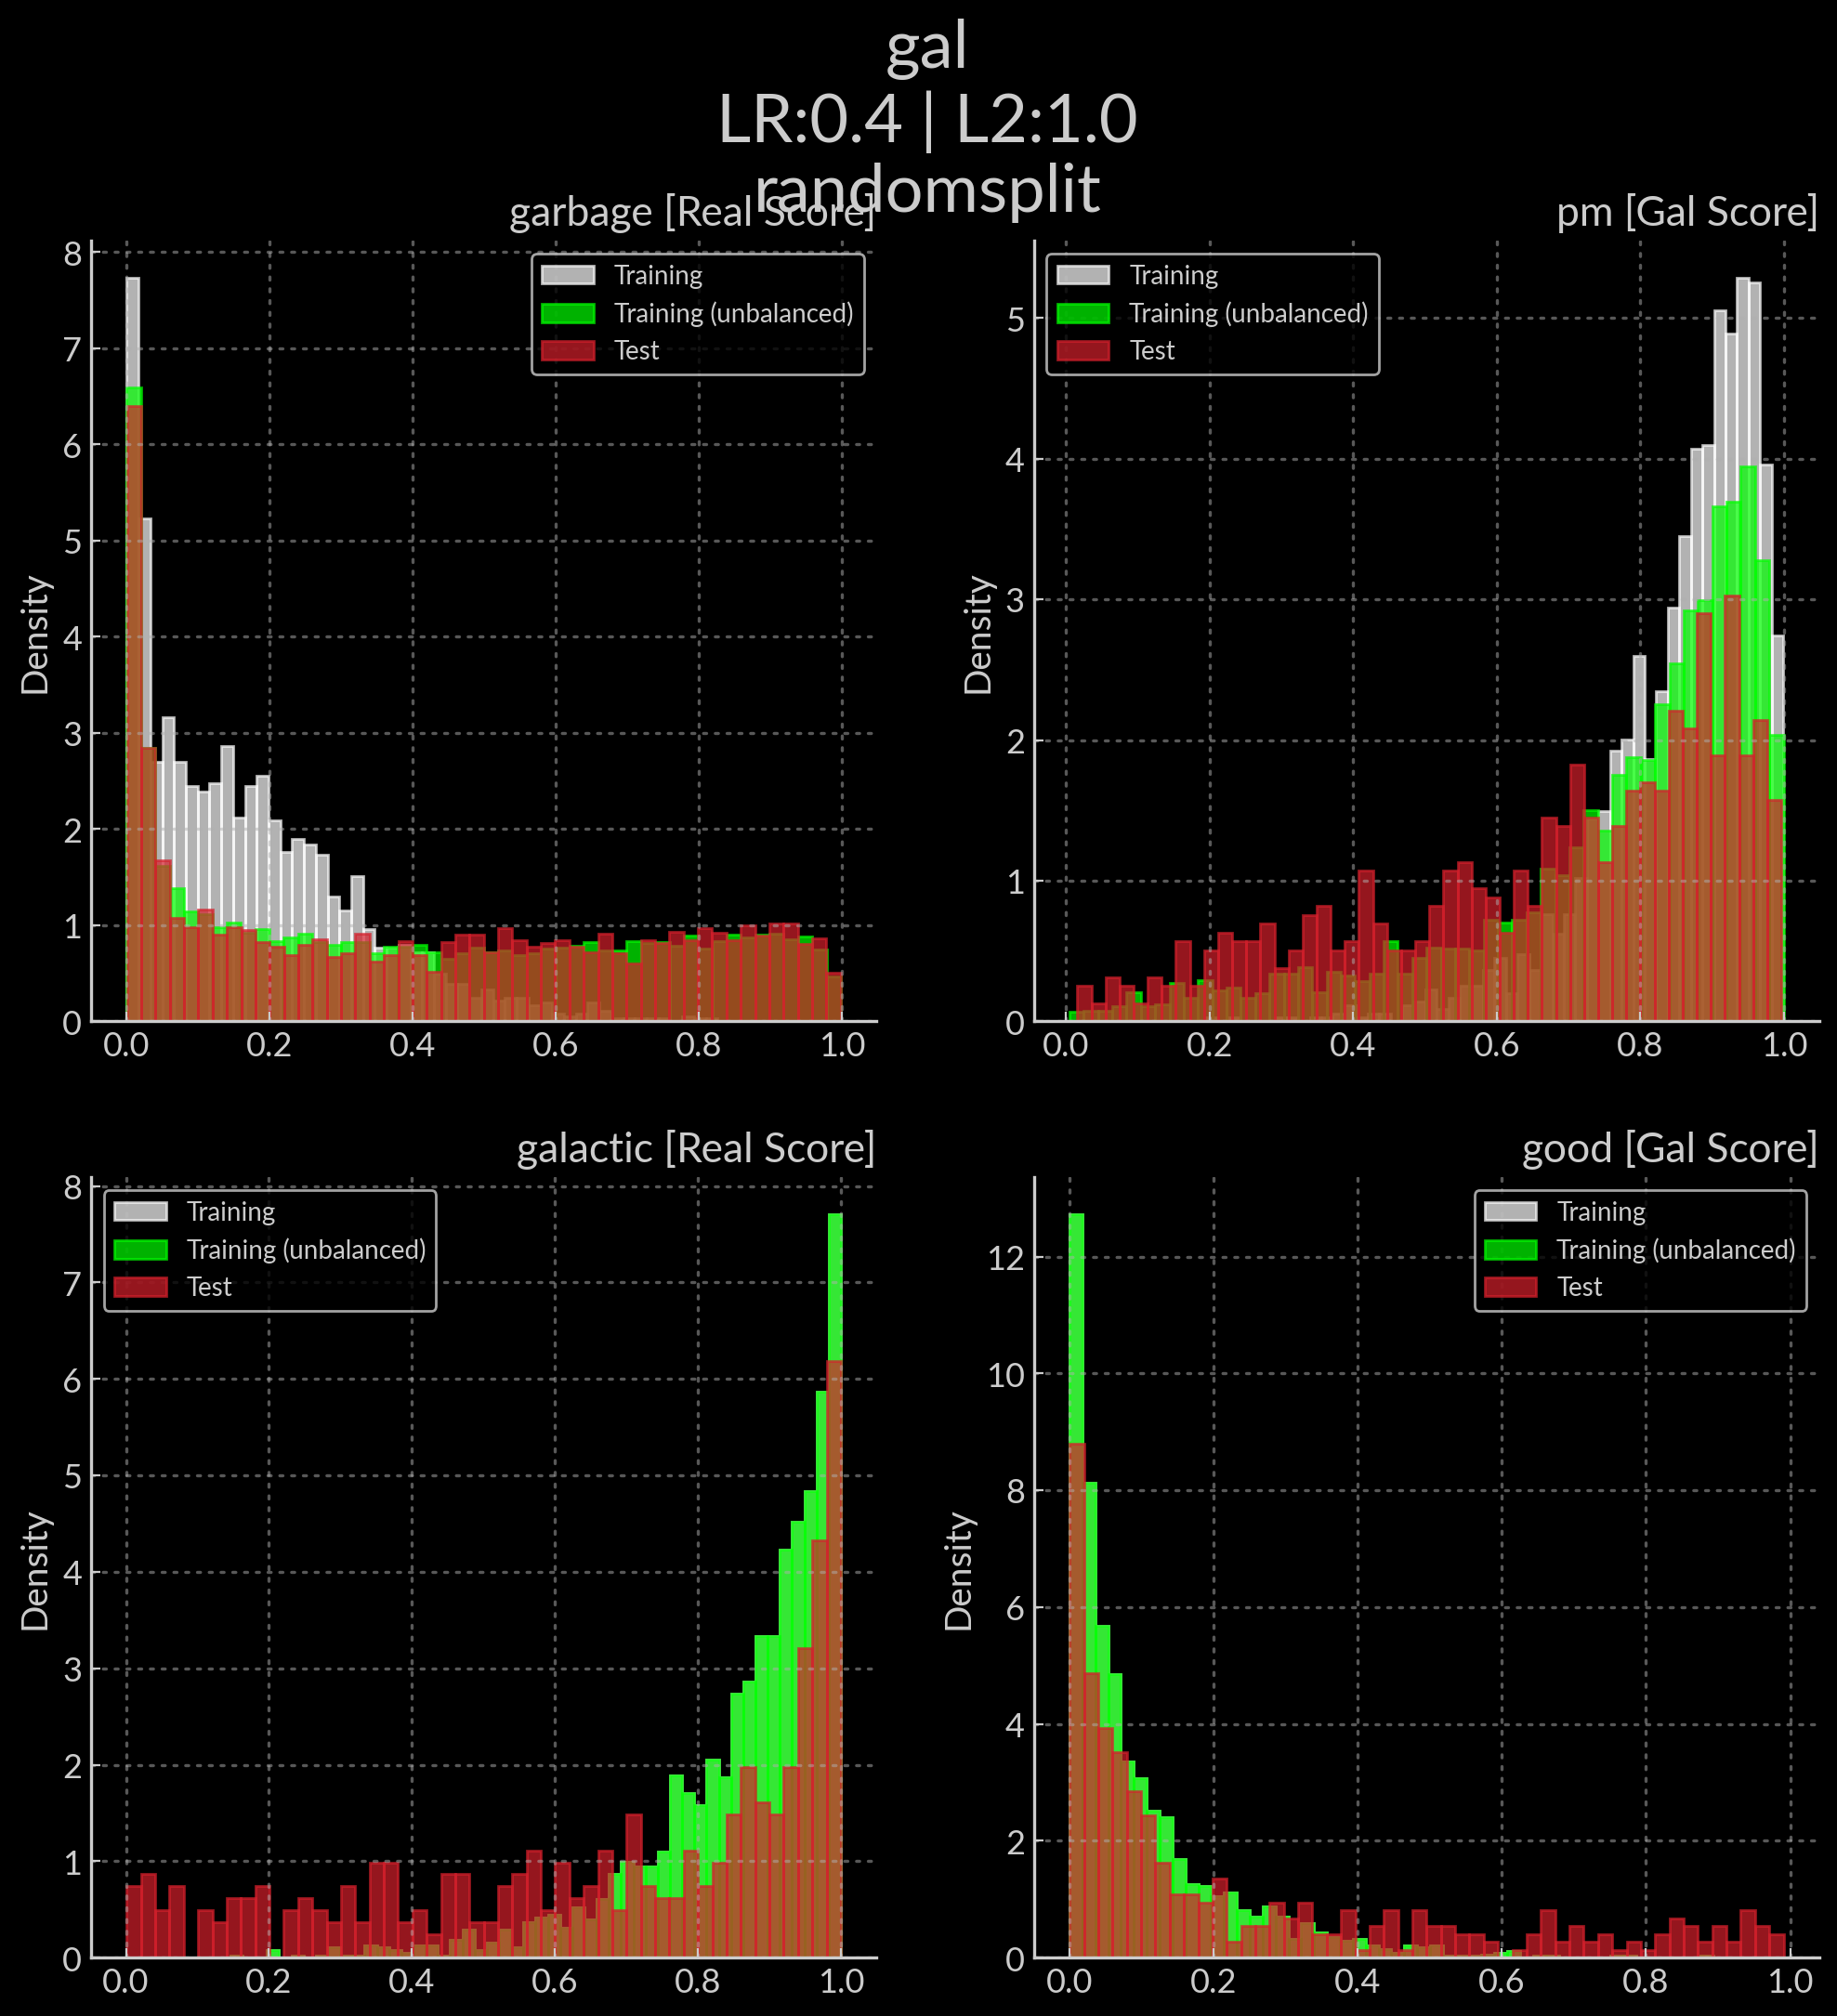 gal
LR:0.4 | L2:1.0
randomsplit
garbage [Real Score]
Training
Training (unbalanced)
Test
Density
8
7
6
5
4
3
2
1
0
0.0 0.2 0.4 0.6 0.8 1.0
pm [Gal Score]
Training
Training (unbalanced)
Test
Density
5
4
3
2
1
0
0.0 0.2 0.4 0.6 0.8 1.0
galactic [Real Score]
Training
Training (unbalanced)
Test
Density
8
7
6
5
4
3
2
1
0
0.0 0.2 0.4 0.6 0.8 1.0
good [Gal Score]
Training
Training (unbalanced)
Test
Density
12
10
8
6
4
2
0
0.0 0.2 0.4 0.6 0.8 1.0